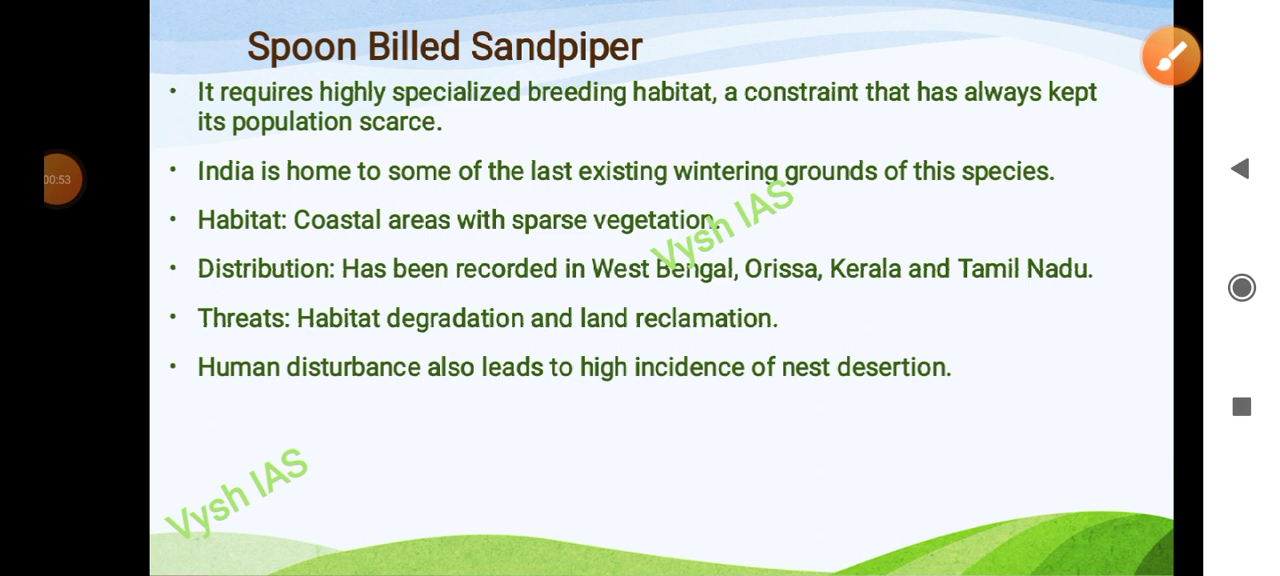 Spoon Billed Sandpiper
• It requires highly specialized breeding habitat, a constraint that has always kept
its population scarce.
• India is home to some of the last existing wintering grounds of this species.
• Habitat: Coastal areas with sparse vegetation.
Vysh IAS
• Distribution: Has been recorded in West Bengal, Orissa, Kerala and Tamil Nadu.
• Threats: Habitat degradation and land reclamation.
• Human disturbance also leads to high incidence of nest desertion.
Vysh IAS
00:53